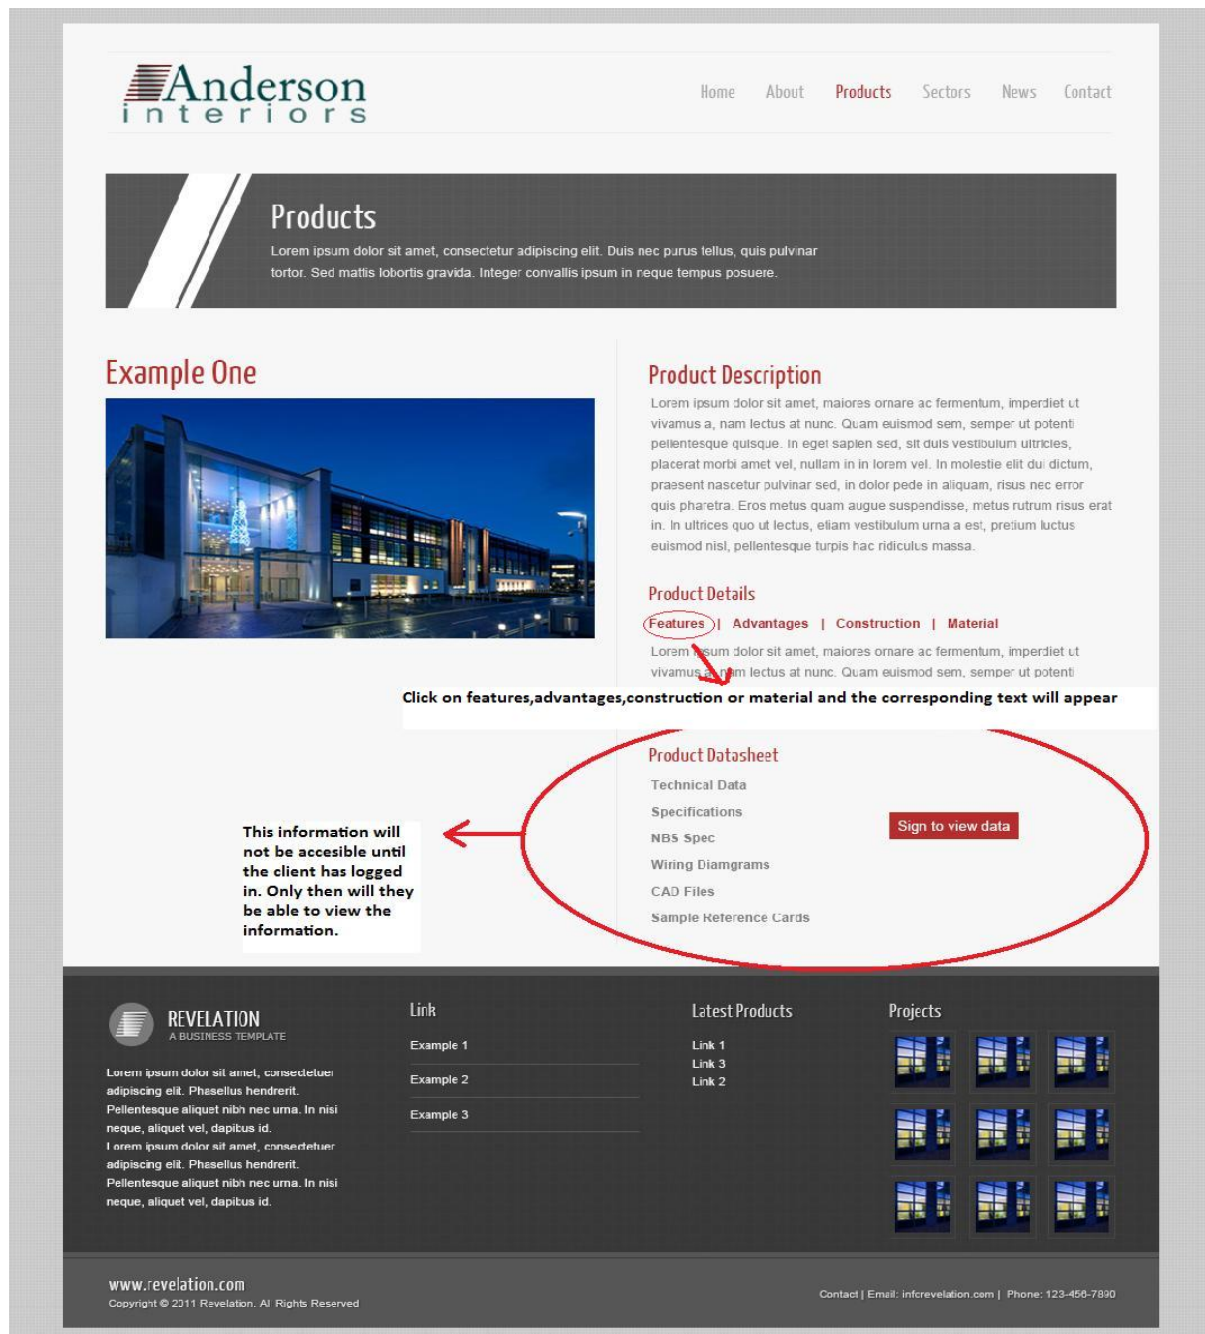 Anderson
interiors
Home About Products Sectors News Contact
Products
Lorem ipsum dolor sit amet, consectetur adipiscing elit. Duis nec purus tellus, quis pulvinar
tortor. Sed mattis lobortis gravida. Integer convallis ipsum in neque tempus posuere.
Example One
Product Description
Lorem ipsum dolor sit amet, maiores ornare ac fermentum, imperdiet ut
vivamus a, nam lectus at nunc. Quam euismod sem, semper ut potenti
pellentesque quisque. In eget sapien sed, sit duis vestibulum ultricies,
placerat morbi amet vel, nullam in in lorem vel. In molestie elit dui dictum,
praesent nascetur pulvinar sed, in dolor pede in aliquam, risus nec error
quis pharetra. Eros metus quam augue suspendisse, metus rutrum risus erat
in. In ultrices quo ut lectus, etiam vestibulum urna a est, pretium luctus
euismod nisl, pellentesque turpis hac ridiculus massa.
Product Details
Features | Advantages | Construction | Material
Lorem ipsum dolor sit amet, maiores ornare ac fermentum, imperdiet ut
vivamus a, nam lectus at nunc. Quam euismod sem, semper ut potenti
Click on features,advantages,construction or material and the corresponding text will appear
Product Datasheet
Technical Data
Specifications
NBS Spec
Wiring Diamgrams
CAD Files
Sample Reference Cards
Sign to view data
This information will
not be accesible until
the client has logged
in. Only then will they
be able to view the
information.
REVELATION
A BUSINESS TEMPLATE
Lorem ipsum dolor sit amet, consectetuer
adipiscing elit. Phasellus hendrerit.
Pellentesque aliquet nibh nec urna. In nisi
neque, aliquet vel, dapibus id.
Lorem ipsum dolor sit amet, consectetuer
adipiscing elit. Phasellus hendrerit.
Pellentesque aliquet nibh nec urna. In nisi
neque, aliquet vel, dapibus id.
Link
Example 1
Example 2
Example 3
Latest Products
Link 1
Link 3
Link 2
Projects
www.revelation.com
Copyright © 2011 Revelation. All Rights Reserved
Contact | Email: infcrevelation.com | Phone: 123-456-7890